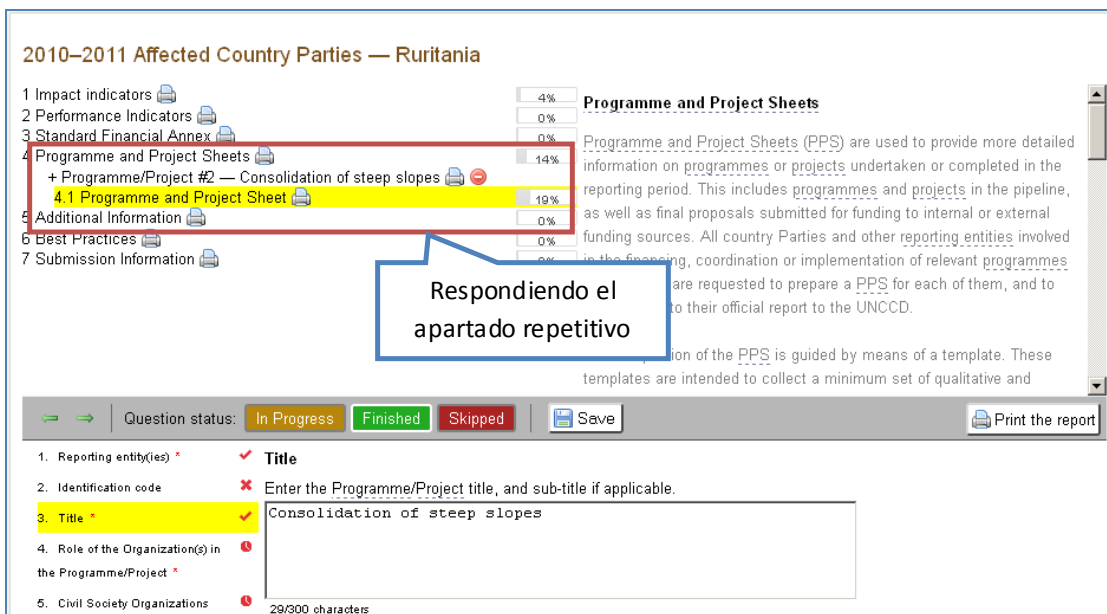 2010–2011 Affected Country Parties — Ruritania
1 Impact indicators
4%
2 Performance Indicators
0%
3 Standard Financial Annex
0%
4 Programme and Project Sheets
14%
+ Programme/Project #2 — Consolidation of steep slopes
4.1 Programme and Project Sheet
19%
5 Additional Information
0%
6 Best Practices
0%
7 Submission Information
Respondiendo el
apartado repetitivo
Programme and Project Sheets
Programme and Project Sheets (PPS) are used to provide more detailed
information on programmes or projects undertaken or completed in the
reporting period. This includes programmes and projects in the pipeline,
as well as final proposals submitted for funding to internal or external
funding sources. All country Parties and other reporting entities involved
in the financing, coordination or implementation of relevant programmes
are requested to prepare a PPS for each of them, and to
to their official report to the UNCCD.
of the PPS is guided by means of a template. These
templates are intended to collect a minimum set of qualitative and
Question status: In Progress Finished Skipped Save Print the report
1. Reporting entity(ies) *
2. Identification code
3. Title *
4. Role of the Organization(s) in
the Programme/Project *
5. Civil Society Organizations
Title
Enter the Programme/Project title, and sub-title if applicable.
Consolidation of steep slopes
29/300 characters